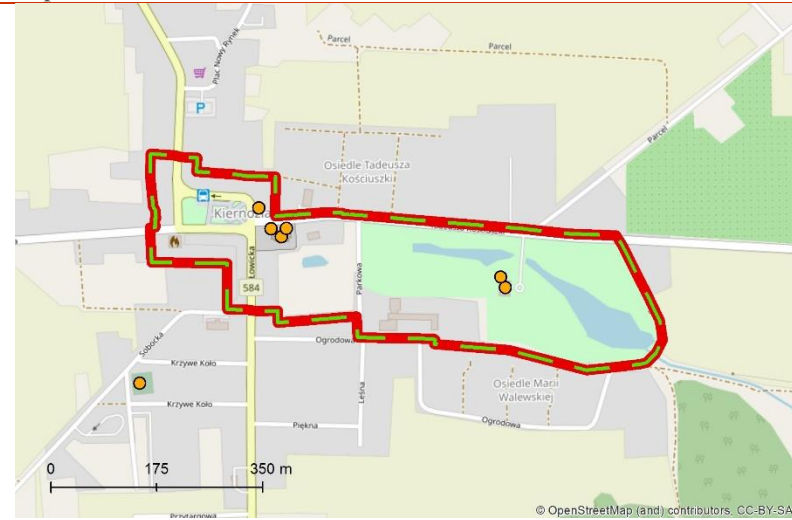 Parcel
Parcel
Plac Nowy Rynek
P
Parcel
Osiedle Tadeusza
Kościuszki
Kiernozia
Łowicka
584
Parkowa
Sobocka
Ogrodowa
Krzywe Koło
Leśna
Osiedle Marii
Walewskiej
Krzywe Koło
Ogrodowa
Piękna
0 175 350 m
Przytargowa
© OpenStreetMap (and) contributors, CC-BY-SA